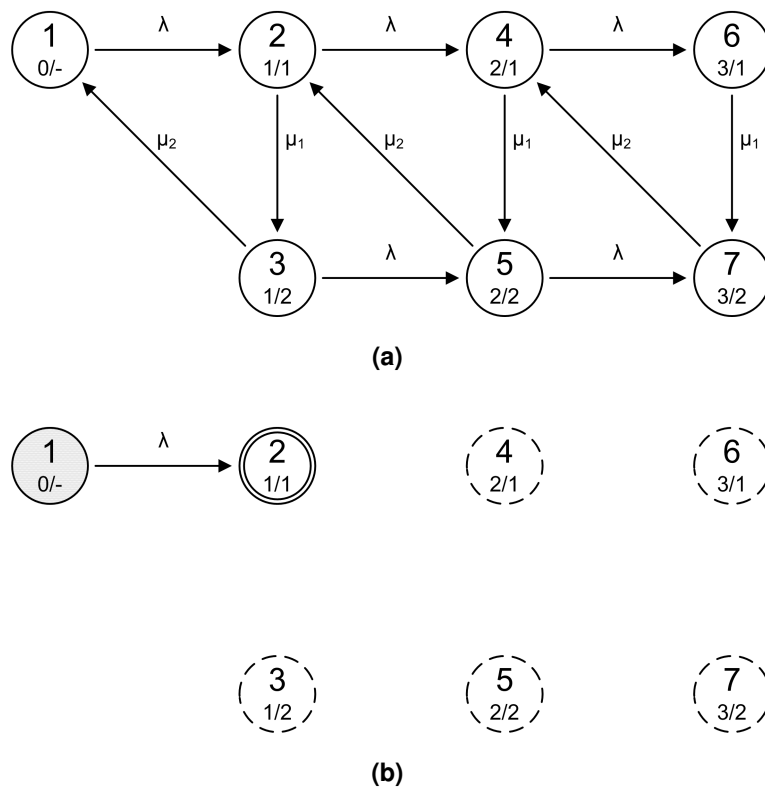 1 λ 2 λ 4 λ 6
0/- 1/1 2/1 3/1
μ₂ μ₁ μ₂ μ₁ μ₂ μ₁
3 λ 5 λ 7
1/2 2/2 3/2
(a)
1 λ 2 4 6
0/- 1/1 2/1 3/1
3 5 7
1/2 2/2 3/2
(b)